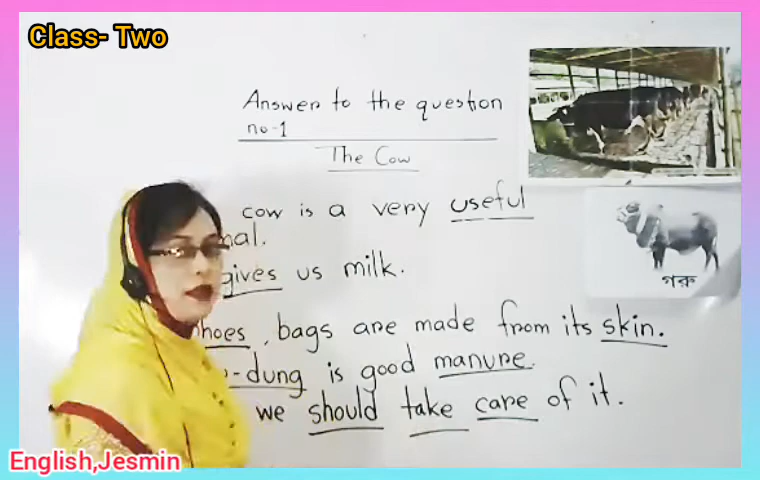 Class- Two
Answer to the question
no-1
The Cow
cow is a very useful
mal.
gives us milk.
hoes, bags are made from its skin.
-dung is good manure.
we should take care of it.
গরু
English,Jesmin